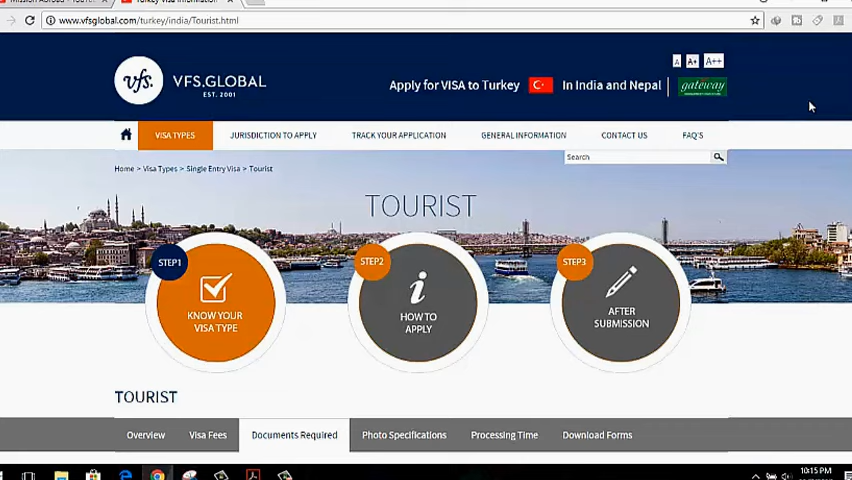 www.vfsglobal.com/turkey/india/Tourist.html
A A+ A++
vfs. VFS.GLOBAL
EST. 2001
Apply for VISA to Turkey In India and Nepal gateway
VISA TYPES JURISDICTION TO APPLY TRACK YOUR APPLICATION GENERAL INFORMATION CONTACT US FAQ'S
Search
Home > Visa Types > Single Entry Visa > Tourist
TOURIST
STEP1
KNOW YOUR
VISA TYPE
STEP2
HOW TO
APPLY
STEP3
AFTER
SUBMISSION
TOURIST
Overview Visa Fees Documents Required Photo Specifications Processing Time Download Forms
10:15 PM